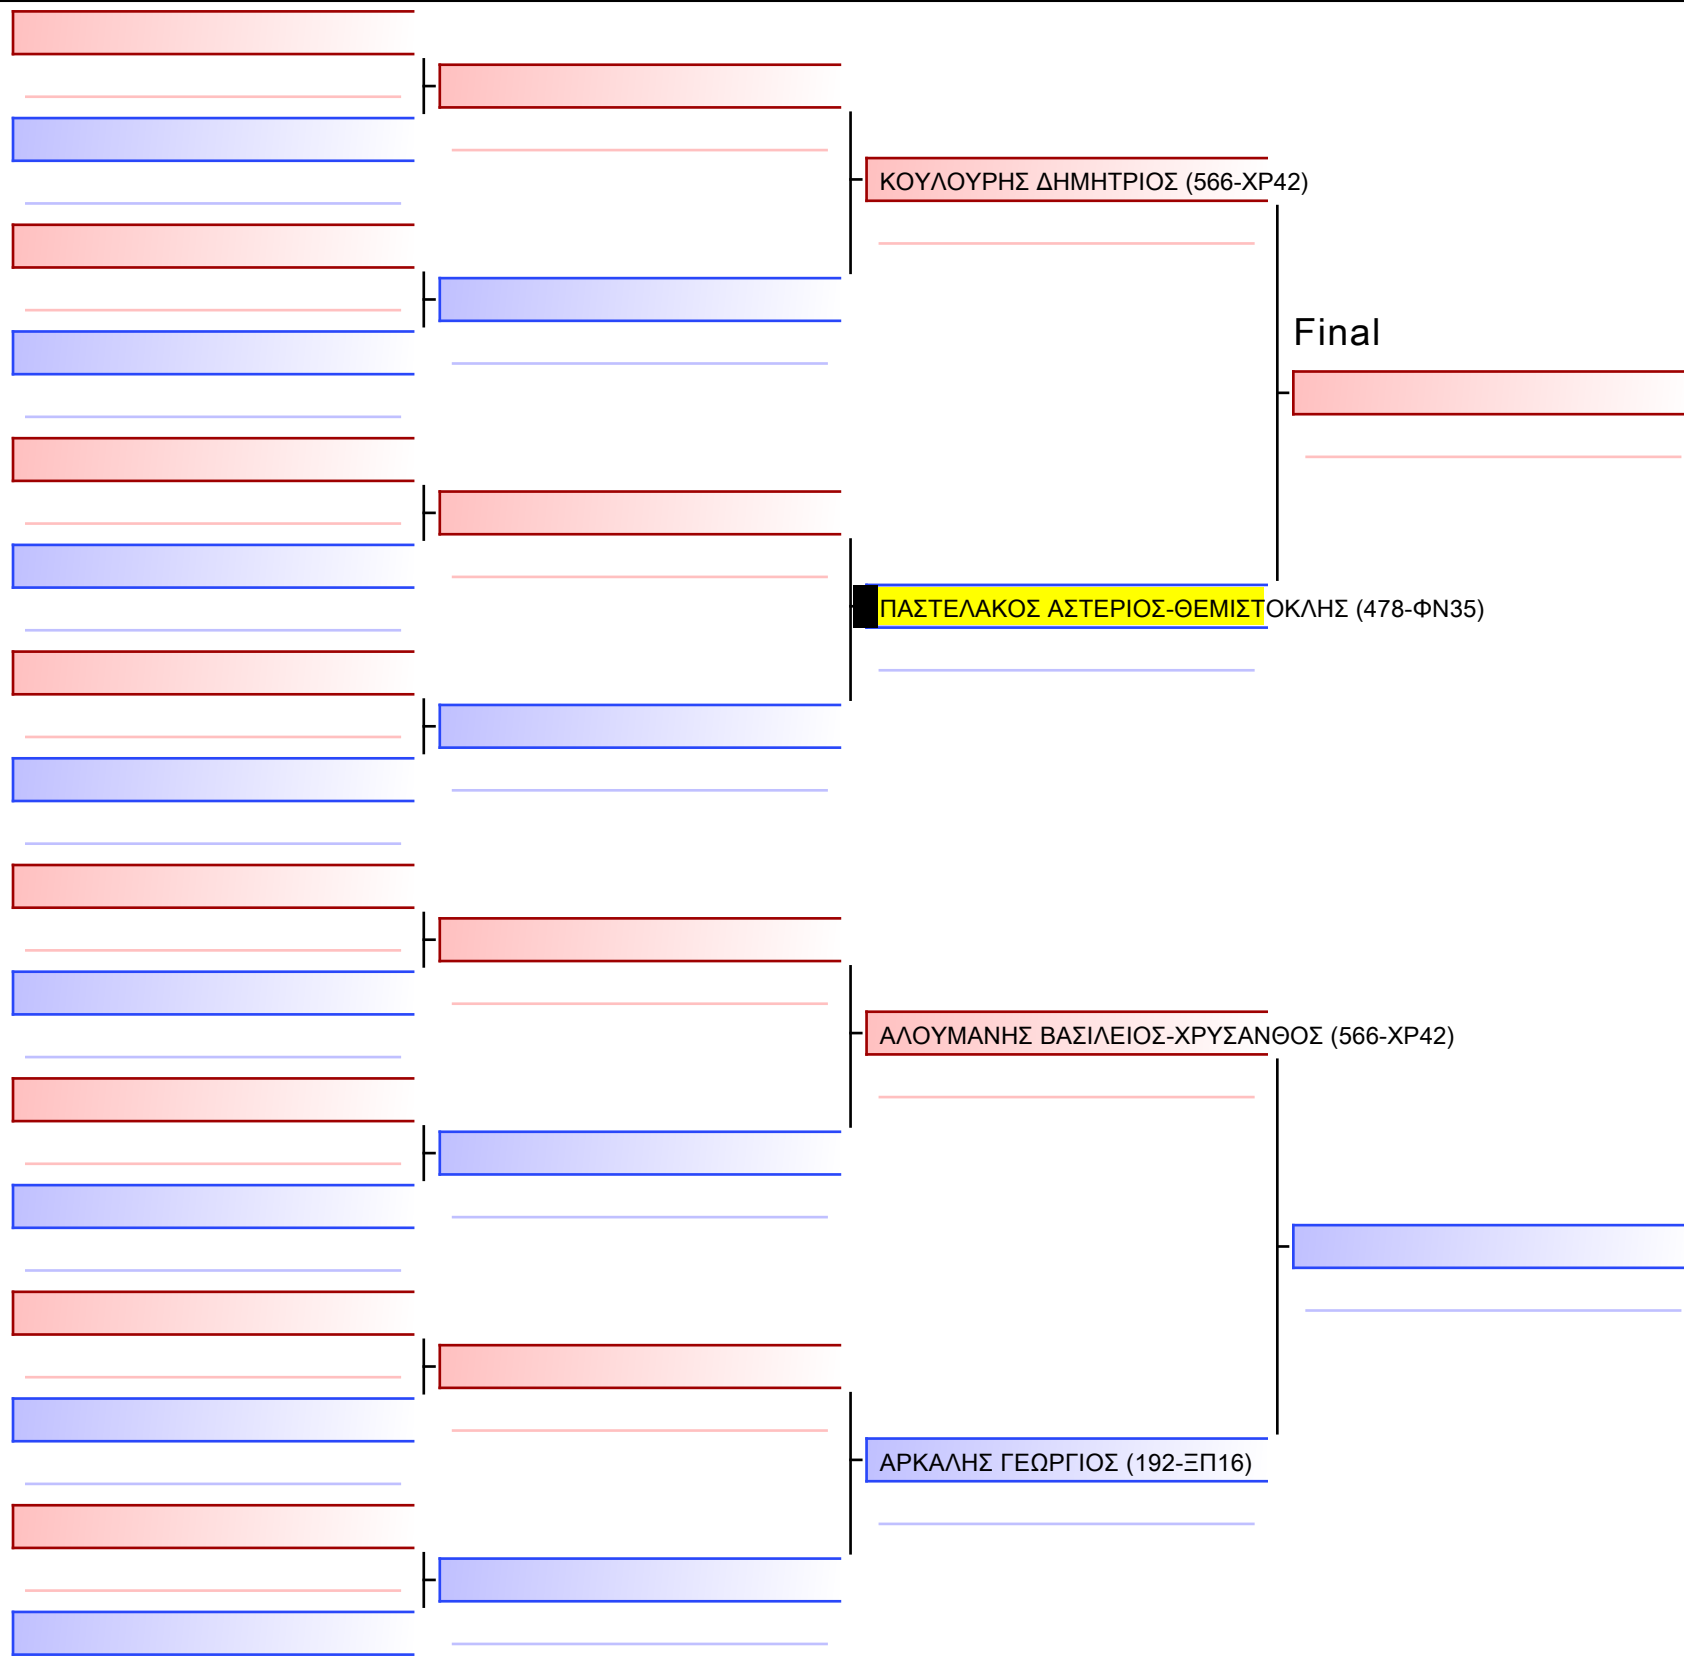 ΚΟΥΛΟΥΡΗΣ ΔΗΜΗΤΡΙΟΣ (566-ΧΡ42)
Final
ΠΑΣΤΕΛΑΚΟΣ ΑΣΤΕΡΙΟΣ-ΘΕΜΙΣΤΟΚΛΗΣ (478-ΦΝ35)
ΑΛΟΥΜΑΝΗΣ ΒΑΣΙΛΕΙΟΣ-ΧΡΥΣΑΝΘΟΣ (566-ΧΡ42)
ΑΡΚΑΛΗΣ ΓΕΩΡΓΙΟΣ (192-ΞΠ16)